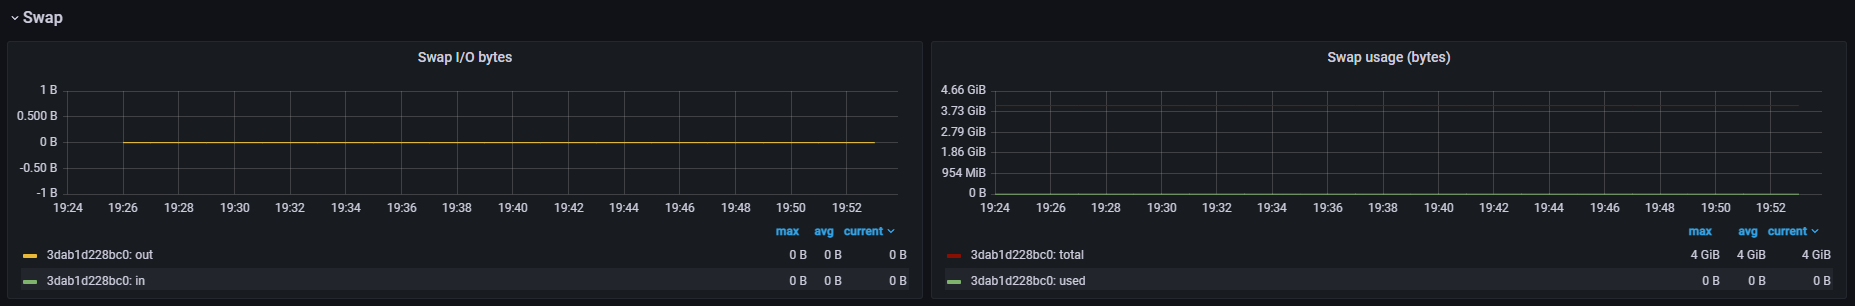 Swap
Swap I/O bytes
1 B
0.500 B
0 B
-0.50 B
-1 B
19:24 19:26 19:28 19:30 19:32 19:34 19:36 19:38 19:40 19:42 19:44 19:46 19:48 19:50 19:52
max avg current
3dab1d228bc0: out 0 B 0 B 0 B
3dab1d228bc0: in 0 B 0 B 0 B
Swap usage (bytes)
4.66 GiB
3.73 GiB
2.79 GiB
1.86 GiB
954 MiB
0 B
19:24 19:26 19:28 19:30 19:32 19:34 19:36 19:38 19:40 19:42 19:44 19:46 19:48 19:50 19:52
max avg current
3dab1d228bc0: total 4 GiB 4 GiB 4 GiB
3dab1d228bc0: used 0 B 0 B 0 B